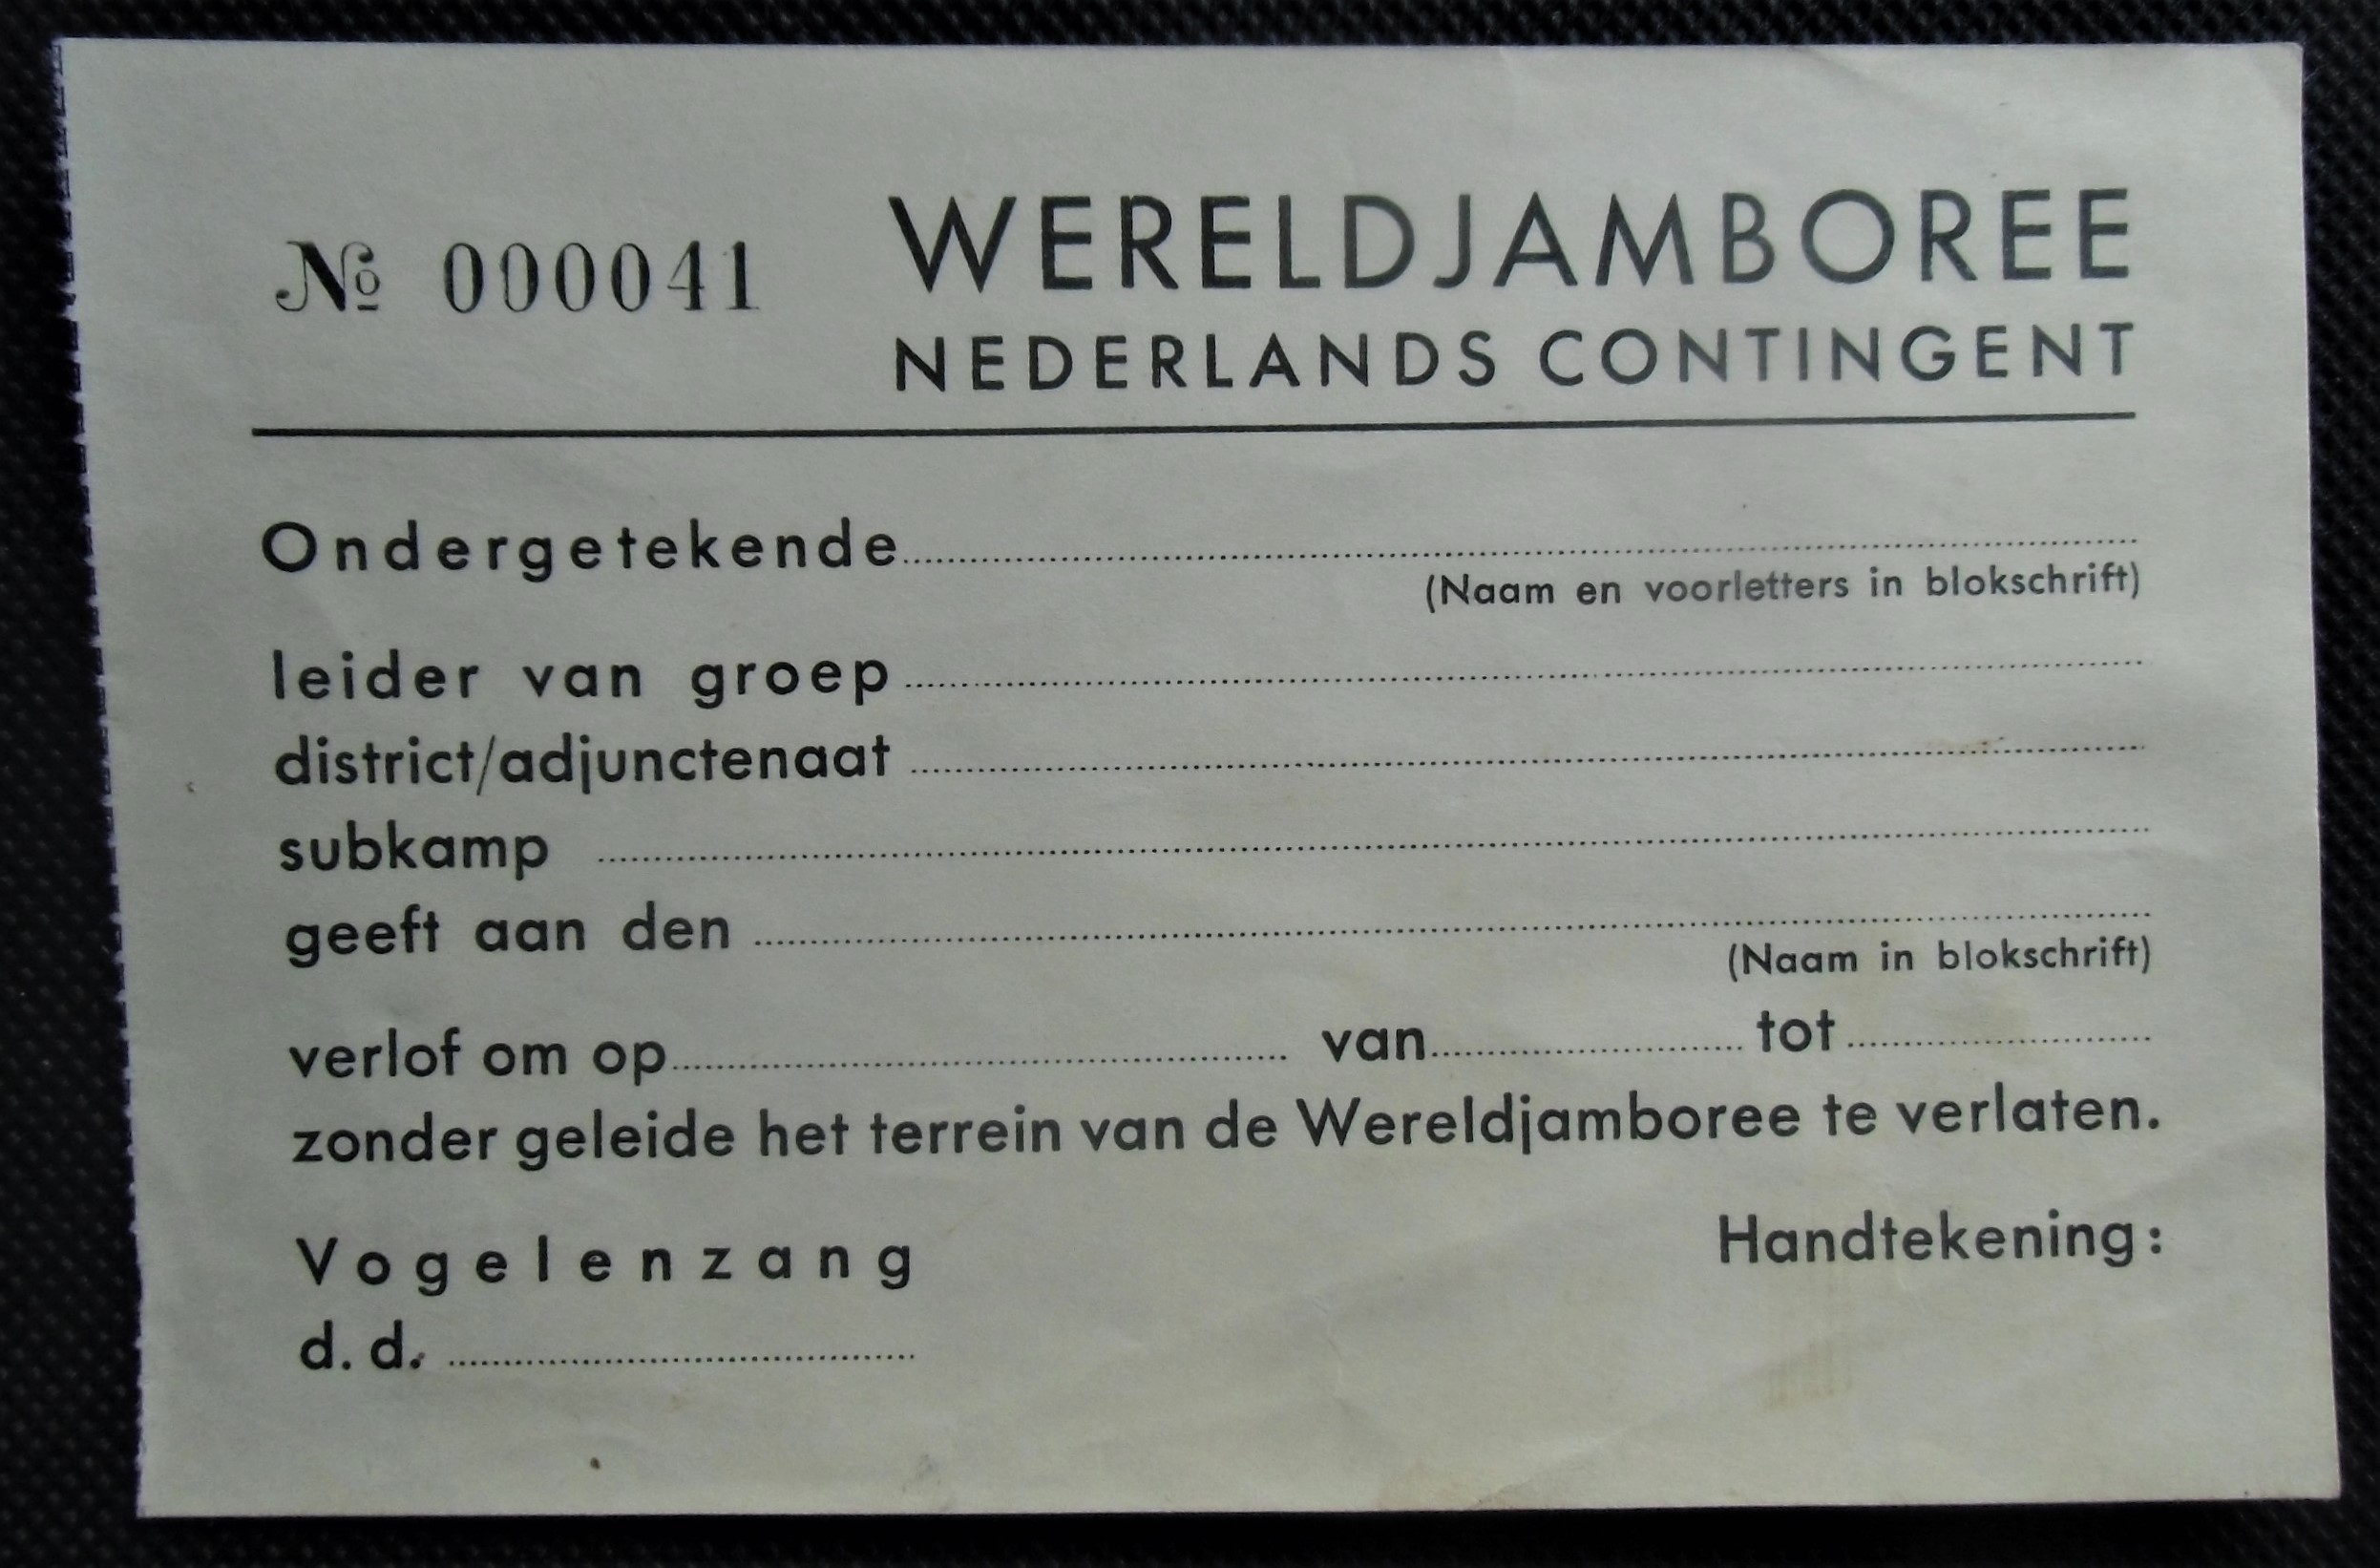 № 000041
WERELDJAMBOREE
NEDERLANDS CONTINGENT
Ondergetekende
(Naam en voorletters in blokschrift)
leider van groep
district/adjunctenaat
subkamp
geeft aan den
(Naam in blokschrift)
verlof om op van tot
zonder geleide het terrein van de Wereldjamboree te verlaten.
Vogelenzang Handtekening:
d. d.